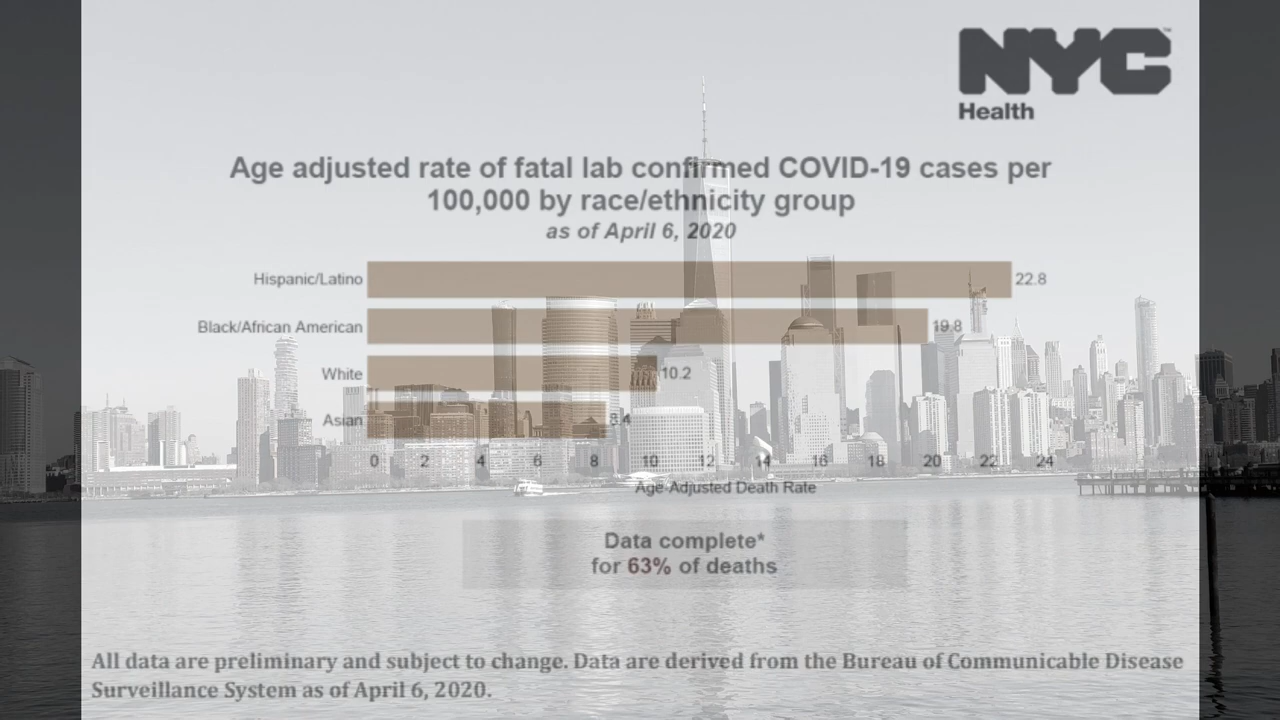 NYC
Health
Age adjusted rate of fatal lab confirmed COVID-19 cases per
100,000 by race/ethnicity group
as of April 6, 2020
Hispanic/Latino 22.8
Black/African American 19.8
White 10.2
Asian 8.4
0 2 4 6 8 10 12 14 16 18 20 22 24
Age Adjusted Death Rate
Data complete*
for 63% of deaths
All data are preliminary and subject to change. Data are derived from the Bureau of Communicable Disease
Surveillance System as of April 6, 2020.